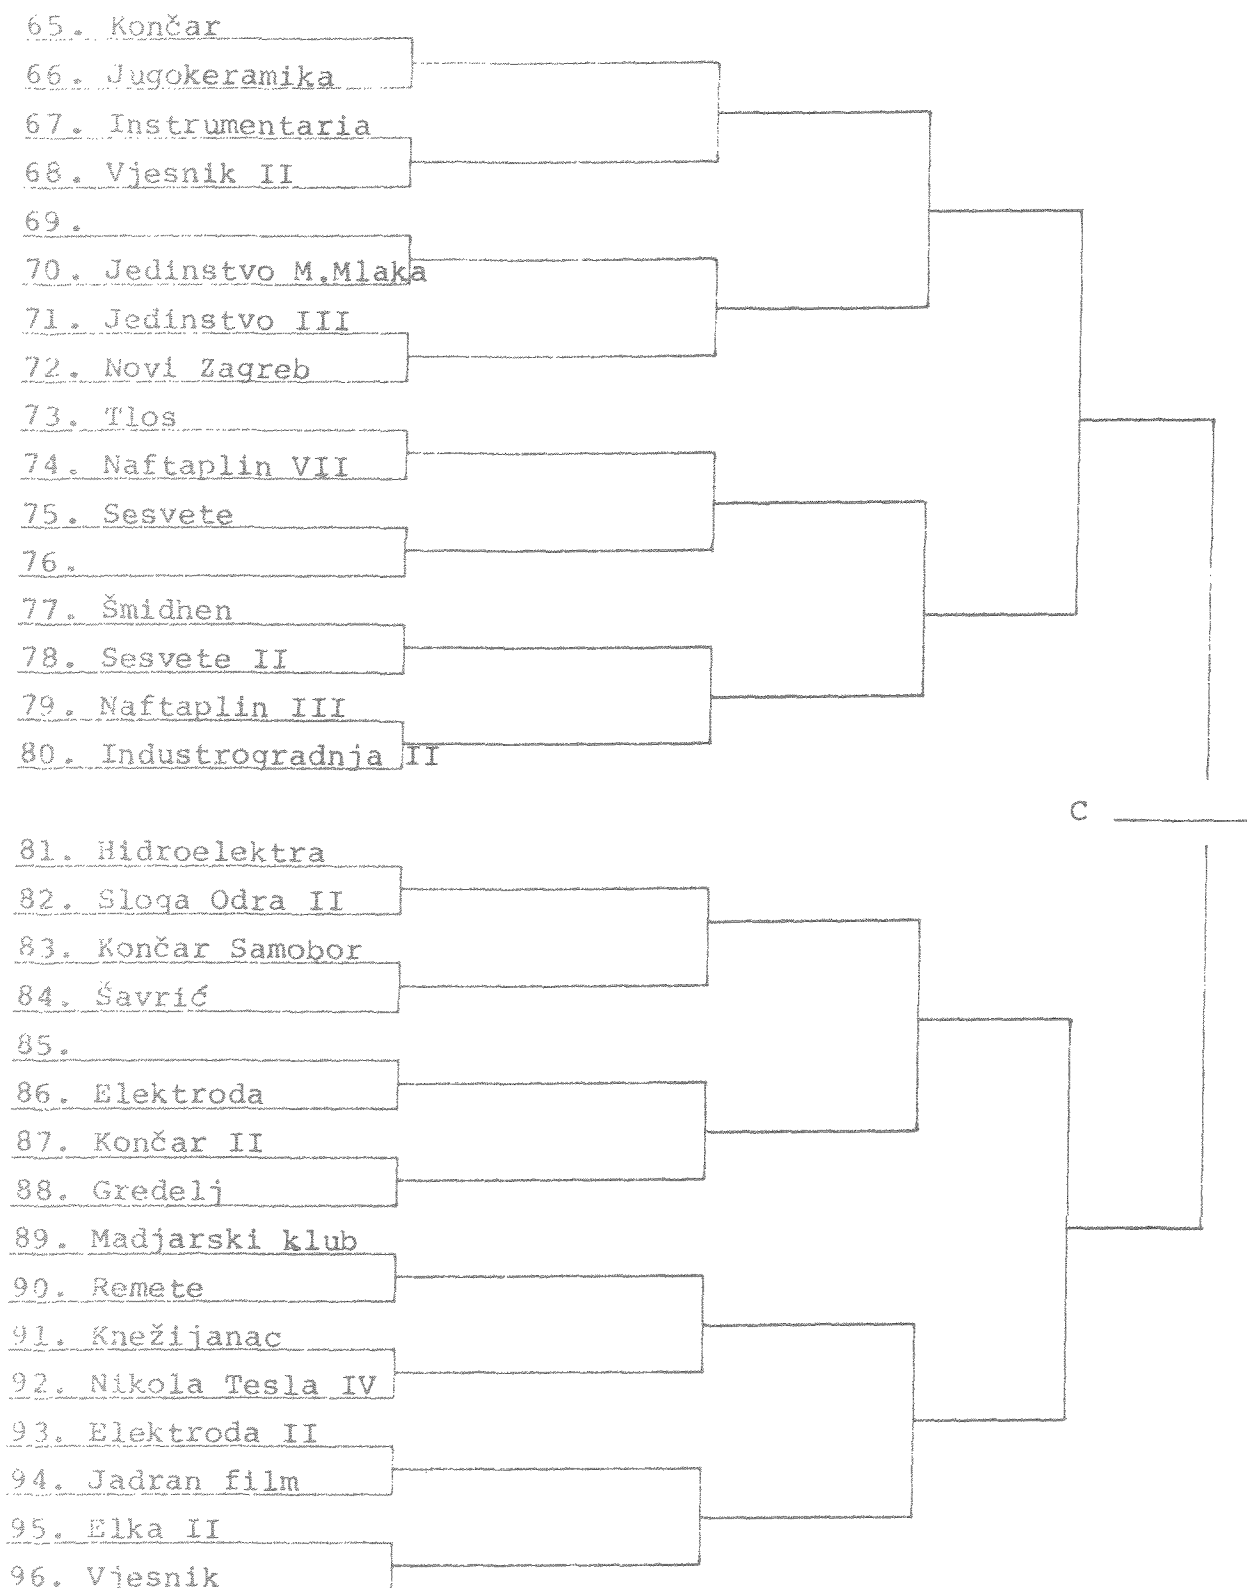 65. Končar
66. Jugokeramika
67. Instrumentaria
68. Vjesnik II
69.
70. Jedinstvo M.Mlaka
71. Jedinstvo III
72. Novi Zagreb
73. Tlos
74. Naftaplin VII
75. Sesvete
76.
77. Šmidhen
78. Sesvete II
79. Naftaplin III
80. Industrogradnja II
C
81. Hidroelektra
82. Sloga Odra II
83. Končar Samobor
84. Šavrić
85.
86. Elektroda
87. Končar II
88. Gredelj
89. Madjarski klub
90. Remete
91. Knežijanac
92. Nikola Tesla IV
93. Elektroda II
94. Jadran film
95. Elka II
96. Vjesnik